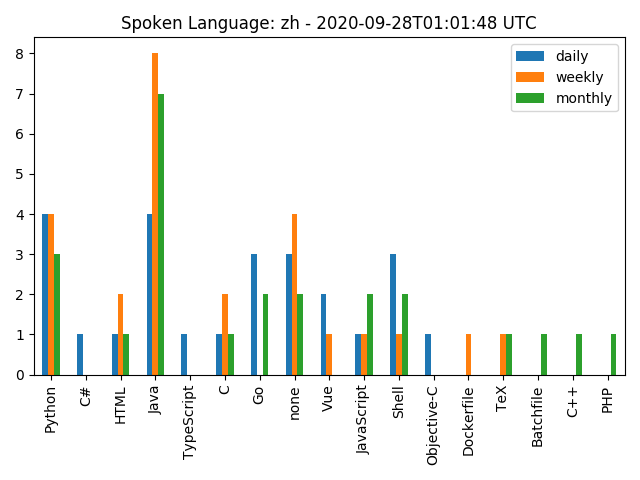 Spoken Language: zh - 2020-09-28T01:01:48 UTC
daily
weekly
monthly
8
7
6
5
4
3
2
1
0
Python
C#
HTML
Java
TypeScript
C
Go
none
Vue
JavaScript
Shell
Objective-C
Dockerfile
TeX
Batchfile
C++
PHP